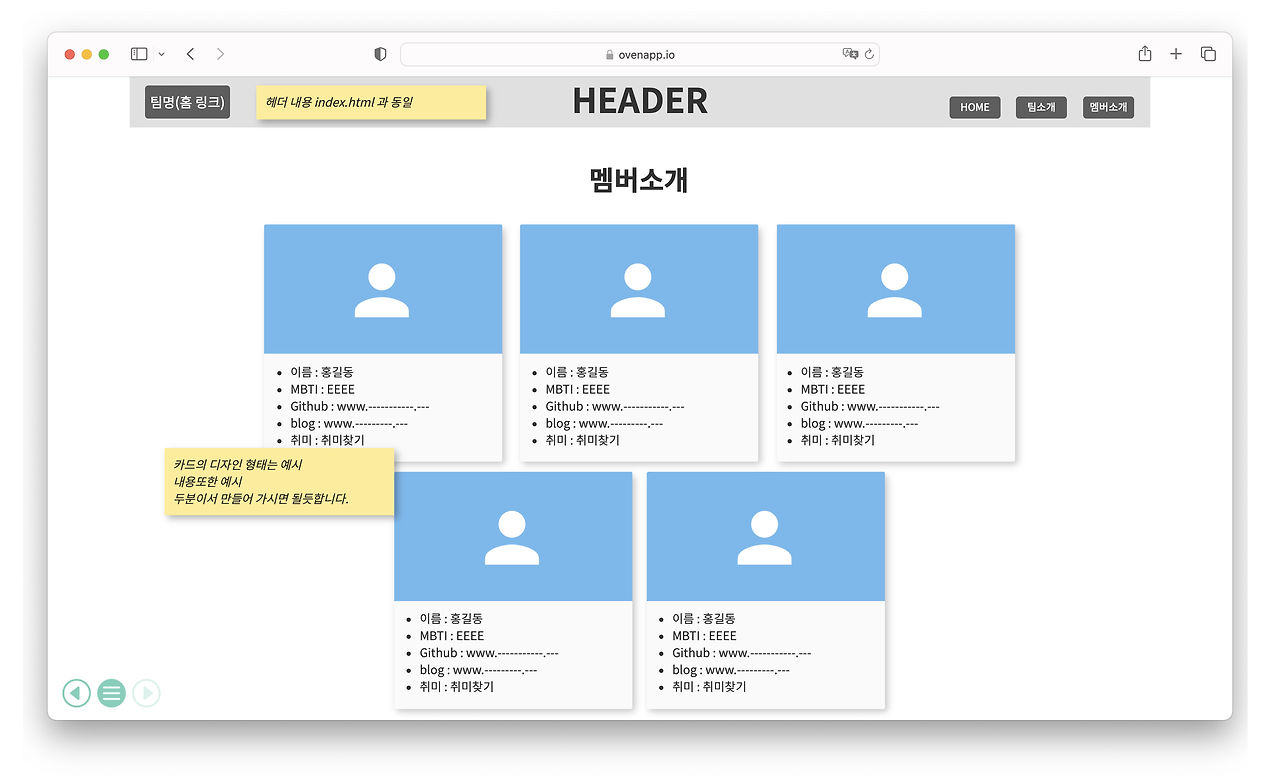 ovenapp.io
팀명(홈 링크)
헤더 내용 index.html 과 동일
HEADER
HOME
팀소개
멤버소개
멤버소개
이름 : 홍길동
MBTI : EEEE
Github : www.-----------.---
blog : www.---------.---
취미 : 취미찾기
이름 : 홍길동
MBTI : EEEE
Github : www.-----------.---
blog : www.---------.---
취미 : 취미찾기
이름 : 홍길동
MBTI : EEEE
Github : www.-----------.---
blog : www.---------.---
취미 : 취미찾기
카드의 디자인 형태는 예시
내용또한 예시
두분이서 만들어 가시면 될듯합니다.
이름 : 홍길동
MBTI : EEEE
Github : www.-----------.---
blog : www.---------.---
취미 : 취미찾기
이름 : 홍길동
MBTI : EEEE
Github : www.-----------.---
blog : www.---------.---
취미 : 취미찾기